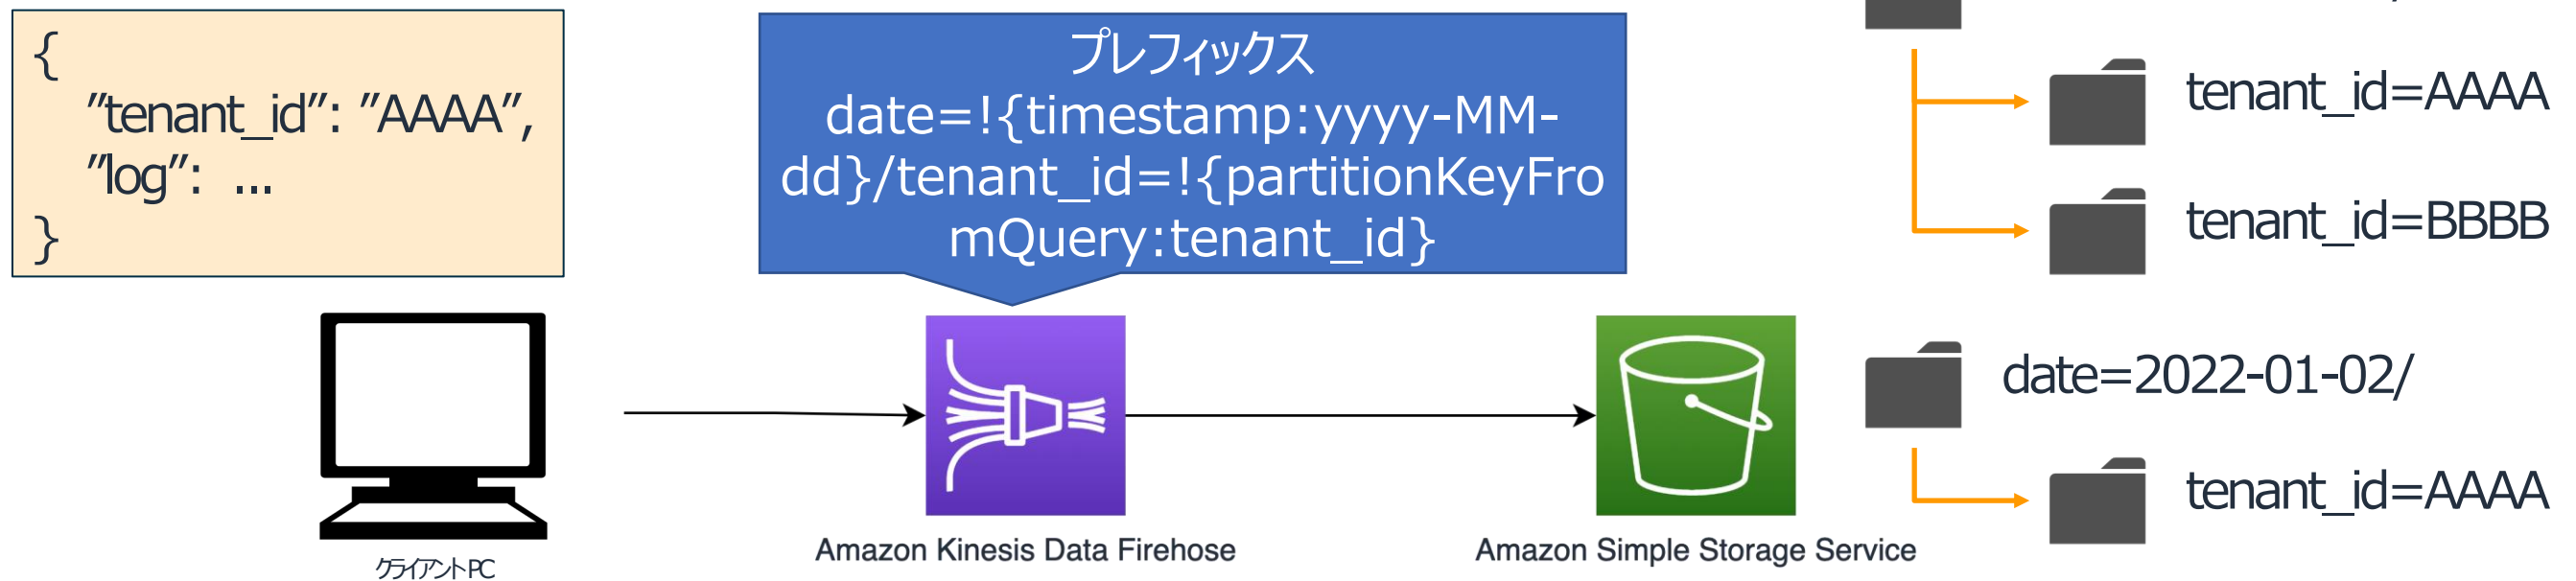 {
"tenant_id": "AAAA",
"log": ...
}
プレフィックス
date=!{timestamp:yyyy-MM-
dd}/tenant_id=!{partitionKeyFro
mQuery:tenant_id}
tenant_id=AAAA
tenant_id=BBBB
date=2022-01-02/
tenant_id=AAAA
クライアントPC
Amazon Kinesis Data Firehose
Amazon Simple Storage Service